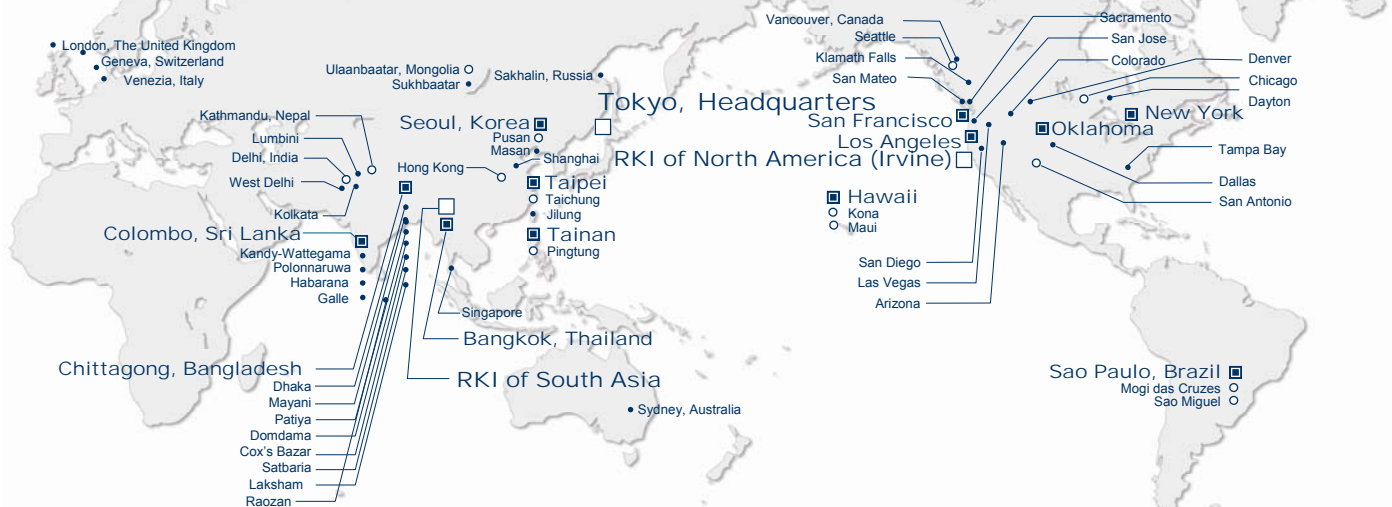 London, The United Kingdom
Geneva, Switzerland
Venezia, Italy
Ulaanbaatar, Mongolia
Sukhbaatar
Sakhalin, Russia
Tokyo, Headquarters
Seoul, Korea
Pusan
Masan
Shanghai
Hong Kong
Kathmandu, Nepal
Lumbini
Delhi, India
West Delhi
Kolkata
Colombo, Sri Lanka
Kandy-Wattegama
Polonnaruwa
Habarana
Galle
Taipei
Taichung
Jilung
Tainan
Pingtung
Singapore
Bangkok, Thailand
RKI of South Asia
Chittagong, Bangladesh
Dhaka
Mayani
Patiya
Domdama
Cox's Bazar
Satbaria
Laksham
Raozan
Sydney, Australia
Vancouver, Canada
Seattle
Klamath Falls
San Mateo
San Francisco
Los Angeles
RKI of North America (Irvine)
Hawaii
Kona
Maui
San Diego
Las Vegas
Arizona
Sacramento
San Jose
Colorado
Denver
Chicago
Dayton
New York
Oklahoma
Tampa Bay
Dallas
San Antonio
Sao Paulo, Brazil
Mogi das Cruzes
Sao Miguel